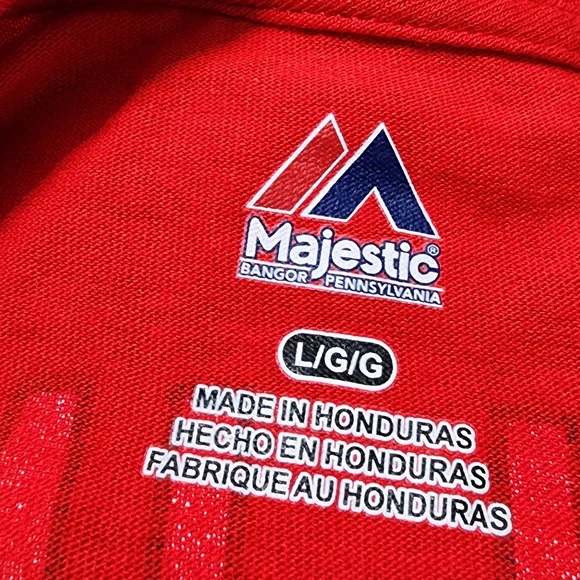 Majestic®
BANGOR PENNSYLVANIA
L/G/G
MADE IN HONDURAS
HECHO EN HONDURAS
FABRIQUE AU HONDURAS